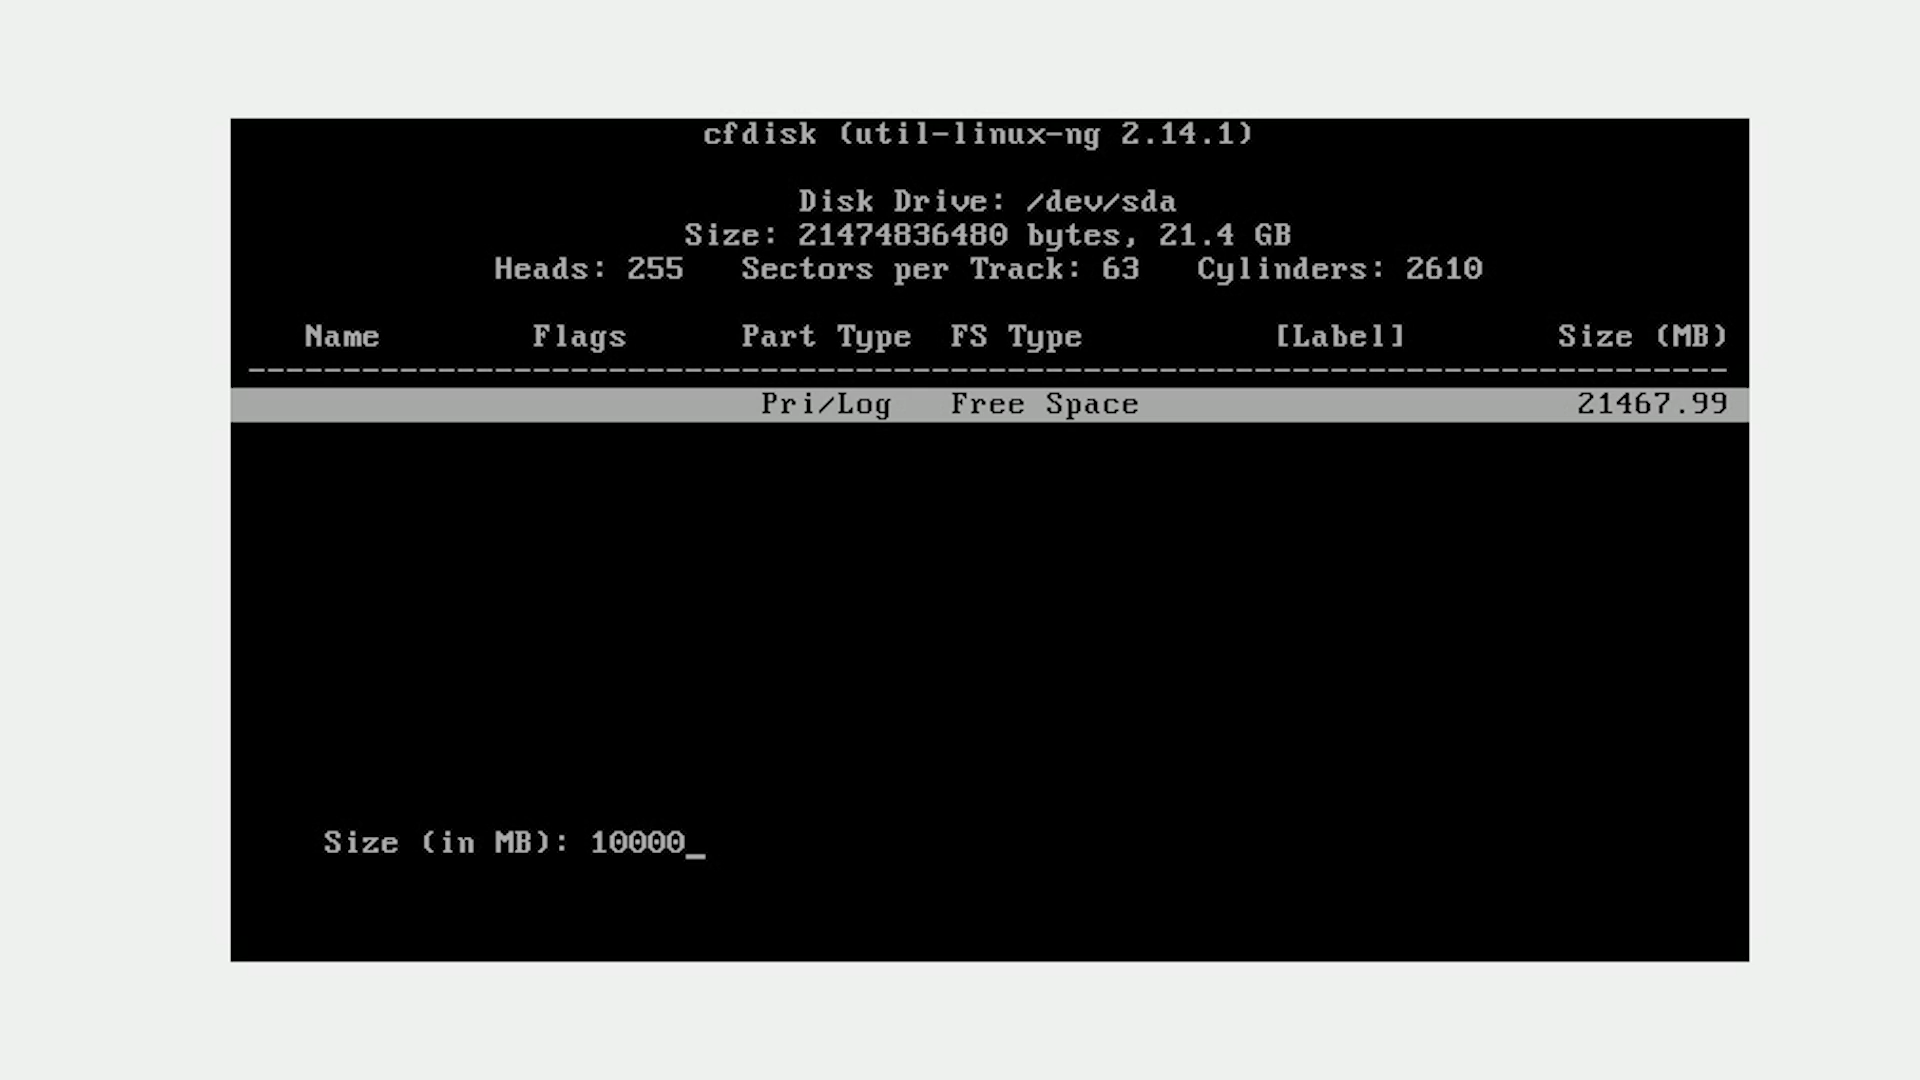 cfdisk (util-linux-ng 2.14.1)
Disk Drive: /dev/sda
Size: 21474836480 bytes, 21.4 GB
Heads: 255   Sectors per Track: 63   Cylinders: 2610
Name   Flags   Part Type   FS Type   [Label]   Size (MB)
------------------------------------------------------------------------------
Pri/Log   Free Space   21467.99
Size (in MB): 10000_